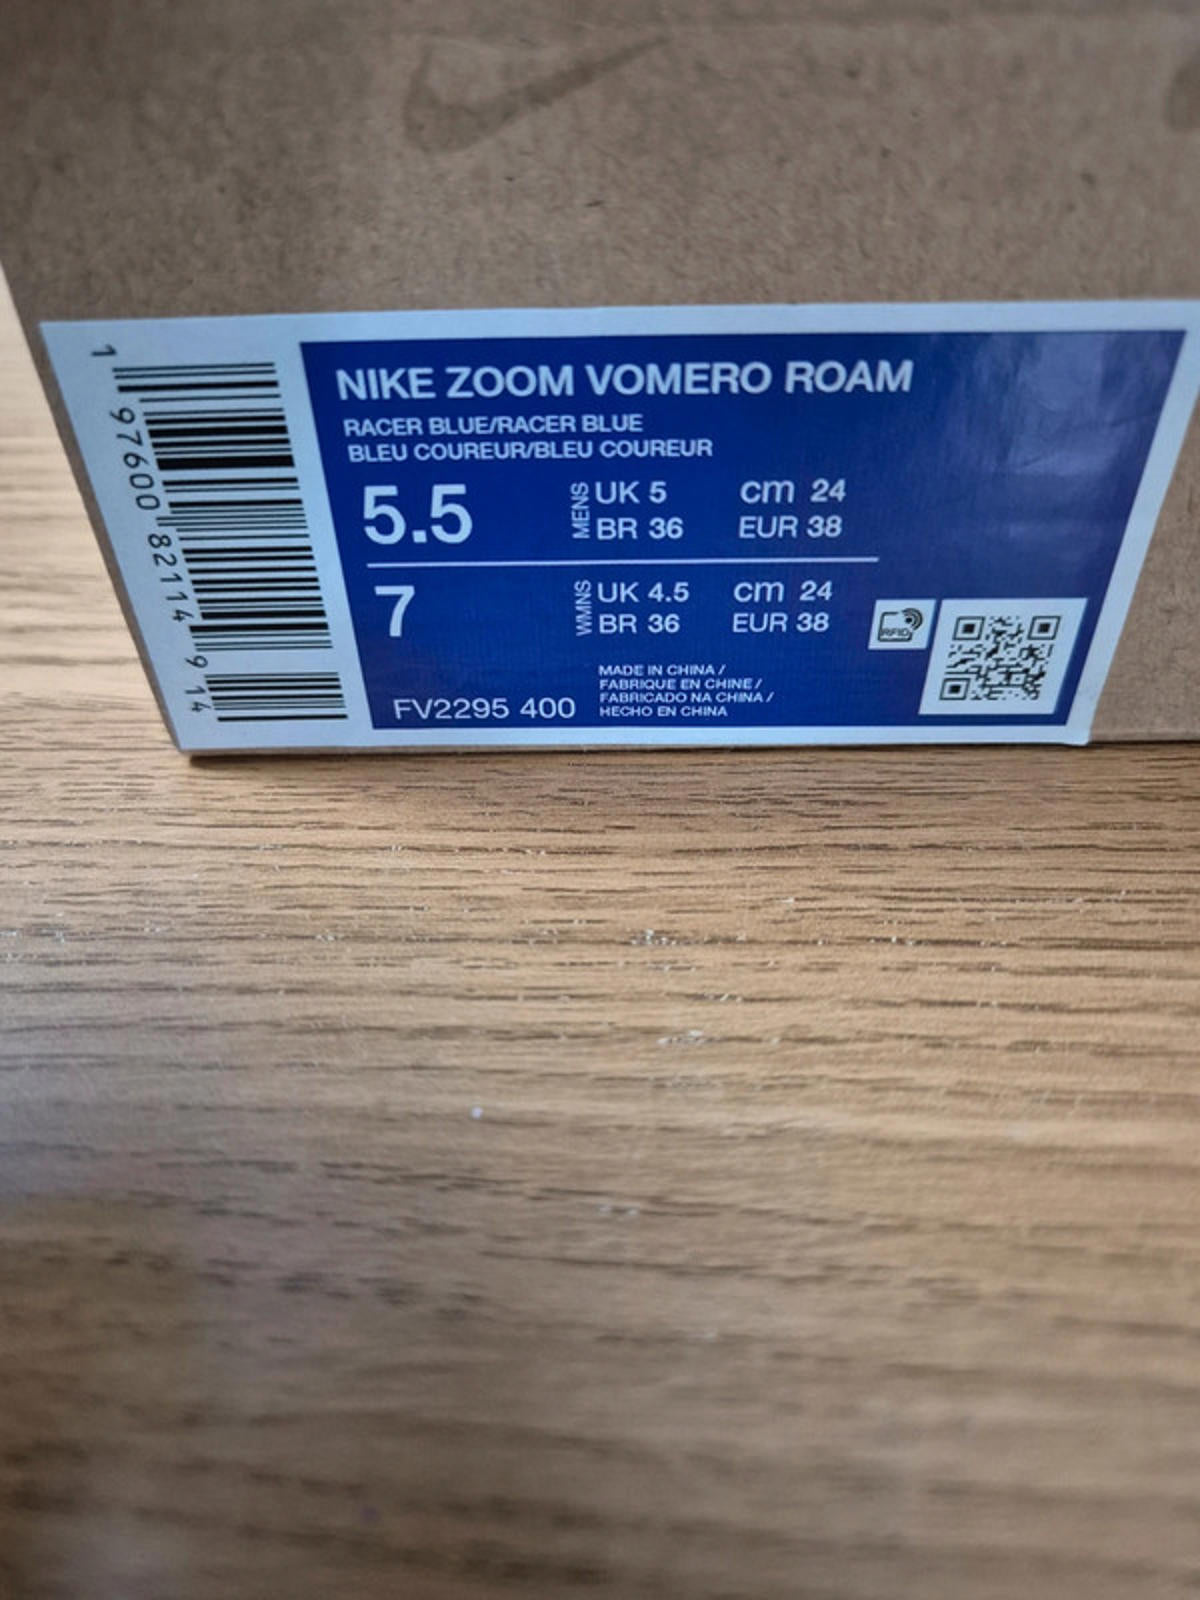 NIKE ZOOM VOMERO ROAM
RACER BLUE/RACER BLUE
BLEU COUREUR/BLEU COUREUR
5.5 MENS UK 5 cm 24
BR 36 EUR 38
7 WMNS UK 4.5 cm 24
BR 36 EUR 38
RFID
MADE IN CHINA /
FABRIQUE EN CHINE /
FABRICADO NA CHINA /
HECHO EN CHINA
FV2295 400
1 97600 82114 9 14